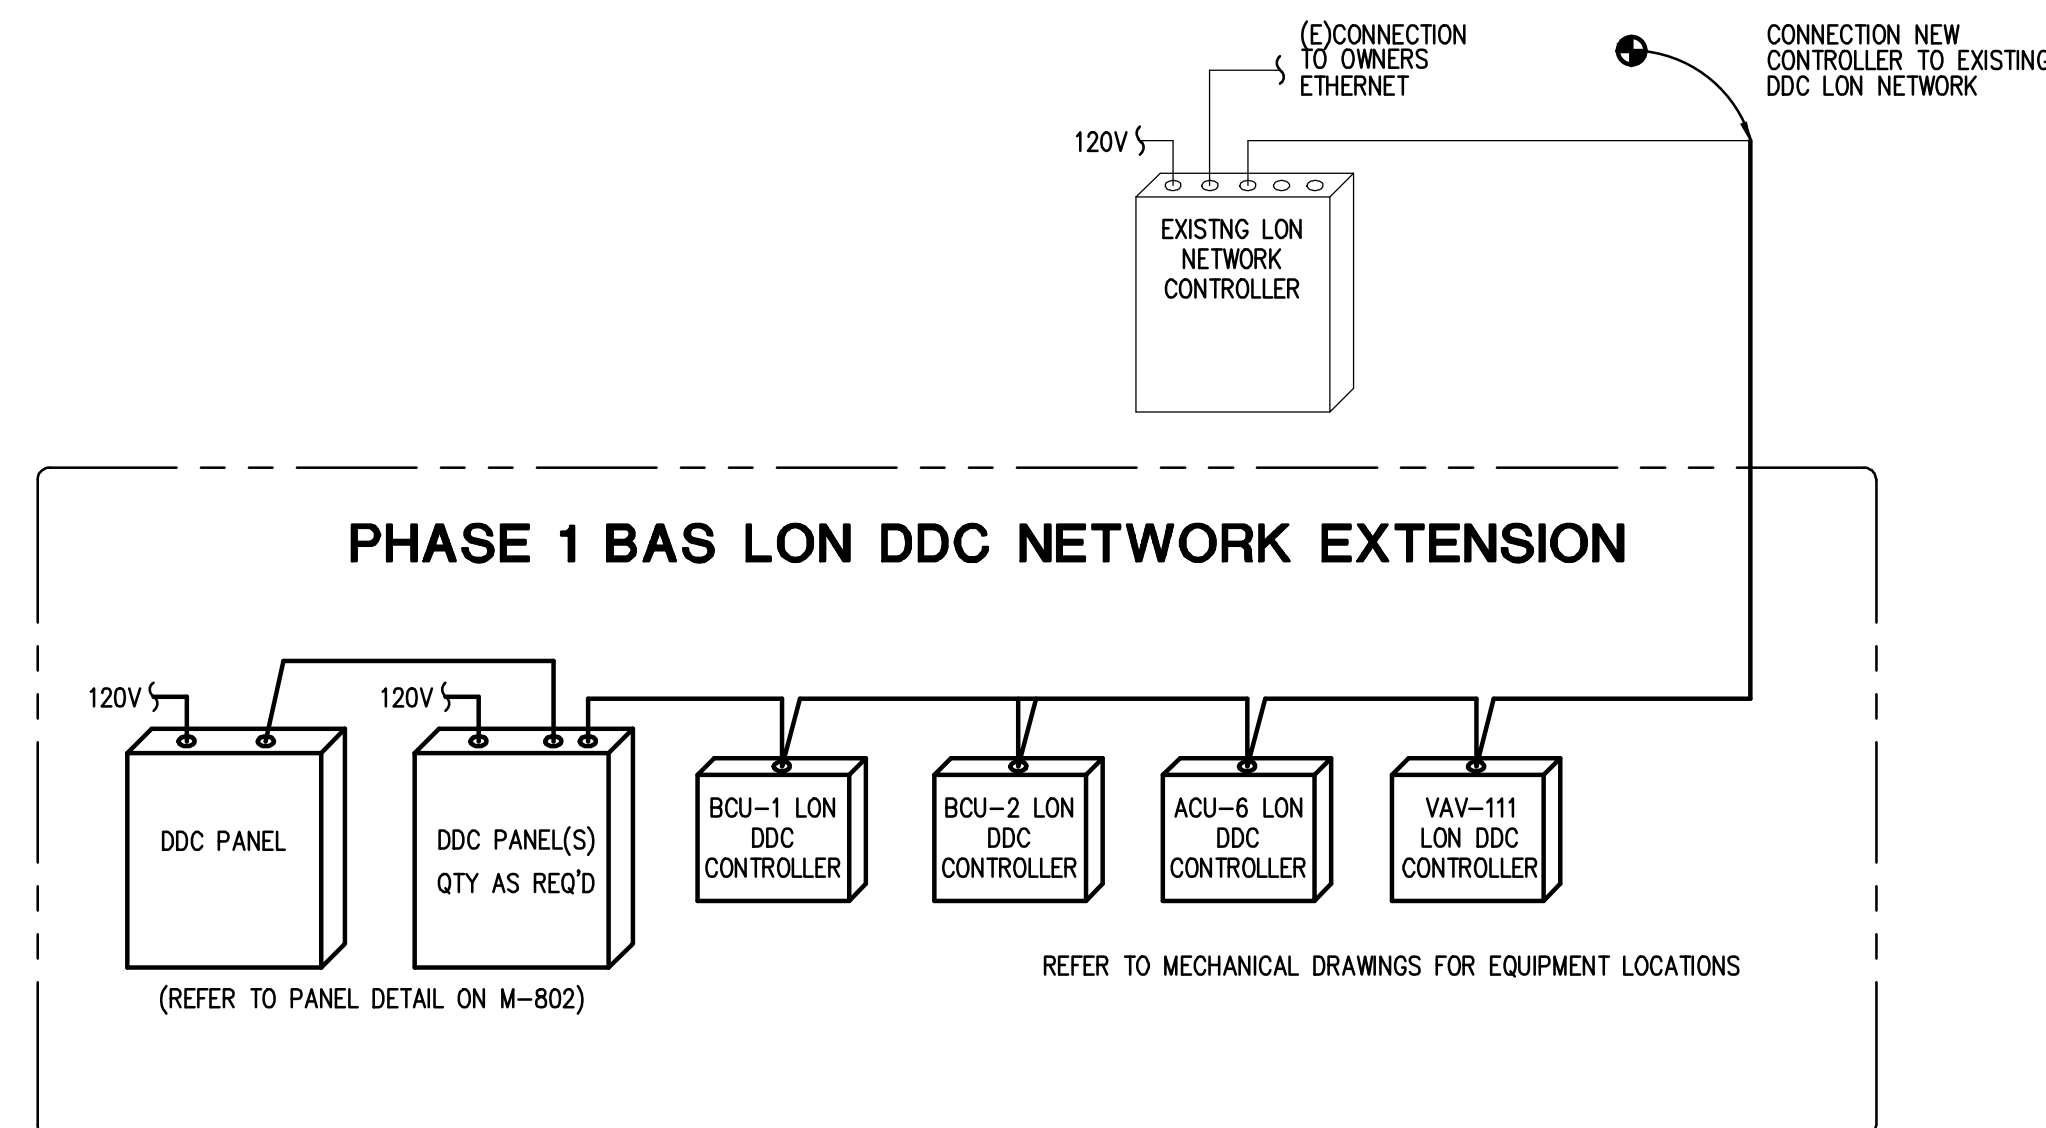 (E)CONNECTION
TO OWNERS
ETHERNET
CONNECTION NEW
CONTROLLER TO EXISTING
DDC LON NETWORK
120V
EXISTNG LON
NETWORK
CONTROLLER
PHASE 1 BAS LON DDC NETWORK EXTENSION
120V
120V
DDC PANEL
DDC PANEL(S)
QTY AS REQ'D
BCU-1 LON
DDC
CONTROLLER
BCU-2 LON
DDC
CONTROLLER
ACU-6 LON
DDC
CONTROLLER
VAV-111
LON DDC
CONTROLLER
REFER TO MECHANICAL DRAWINGS FOR EQUIPMENT LOCATIONS
(REFER TO PANEL DETAIL ON M-802)